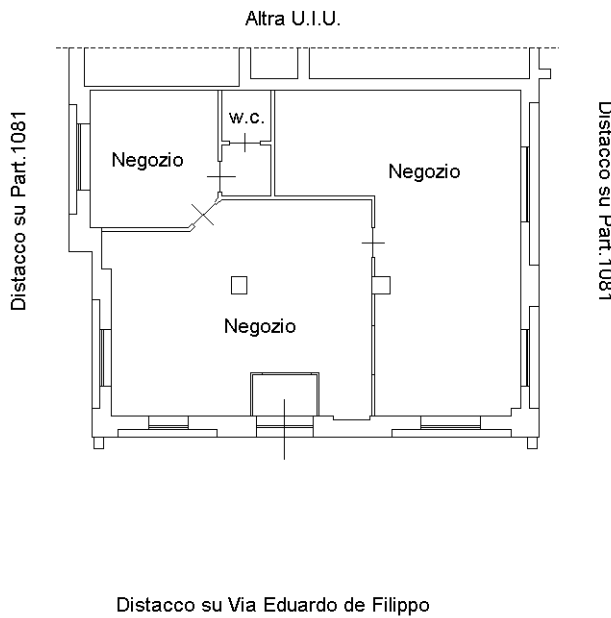 Altra U.I.U.
Distacco su Part.1081
w.c.
Negozio
Negozio
Distacco su Part.1081
Negozio
Distacco su Via Eduardo de Filippo